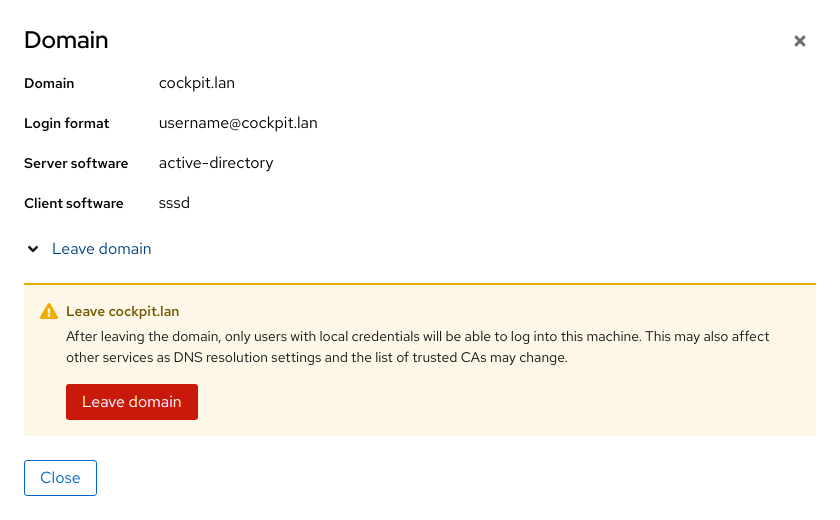 Domain
Domain cockpit.lan
Login format username@cockpit.lan
Server software active-directory
Client software sssd
Leave domain
Leave cockpit.lan
After leaving the domain, only users with local credentials will be able to log into this machine. This may also affect
other services as DNS resolution settings and the list of trusted CAs may change.
Leave domain
Close